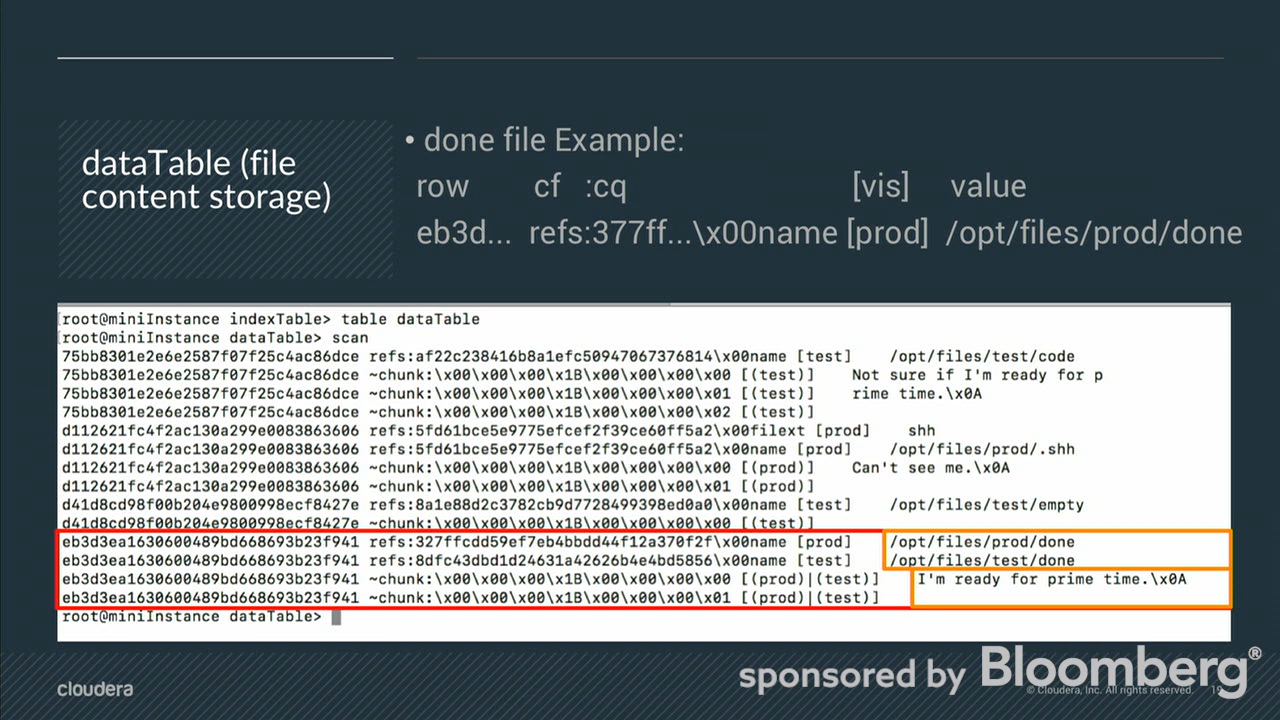 dataTable (file
content storage)
• done file Example:
row cf :cq [vis] value
eb3d... refs:377ff...\x00name [prod] /opt/files/prod/done
[root@miniInstance indexTable> table dataTable
[root@miniInstance dataTable> scan
75bb8301e2e6e2587f07f25c4ac86dce refs:af22c238416b8a1efc50947067376814\x00name [test] /opt/files/test/code
75bb8301e2e6e2587f07f25c4ac86dce ~chunk:\x00\x00\x00\x1B\x00\x00\x00\x00 [(test)] Not sure if I'm ready for p
75bb8301e2e6e2587f07f25c4ac86dce ~chunk:\x00\x00\x00\x1B\x00\x00\x00\x01 [(test)] rime time.\x0A
75bb8301e2e6e2587f07f25c4ac86dce ~chunk:\x00\x00\x00\x1B\x00\x00\x00\x02 [(test)]
d112621fc4f2ac130a299e0083863606 refs:5fd61bce5e9775efcef2f39ce60ff5a2\x00filext [prod] shh
d112621fc4f2ac130a299e0083863606 refs:5fd61bce5e9775efcef2f39ce60ff5a2\x00name [prod] /opt/files/prod/.shh
d112621fc4f2ac130a299e0083863606 ~chunk:\x00\x00\x00\x1B\x00\x00\x00\x00 [(prod)] Can't see me.\x0A
d112621fc4f2ac130a299e0083863606 ~chunk:\x00\x00\x00\x1B\x00\x00\x00\x01 [(prod)]
d41d8cd98f00b204e9800998ecf8427e refs:8a1e88d2c3782cb9d7728499398ed0a0\x00name [test] /opt/files/test/empty
d41d8cd98f00b204e9800998ecf8427e ~chunk:\x00\x00\x00\x1B\x00\x00\x00\x00 [(test)]
eb3d3ea1630600489bd668693b23f941 refs:327ffcdd59ef7eb4bbdd44f12a370f2f\x00name [prod] /opt/files/prod/done
eb3d3ea1630600489bd668693b23f941 refs:8dfc43dbd1d24631a42626b4e4bd5856\x00name [test] /opt/files/test/done
eb3d3ea1630600489bd668693b23f941 ~chunk:\x00\x00\x00\x1B\x00\x00\x00\x00 [(prod)|(test)] I'm ready for prime time.\x0A
eb3d3ea1630600489bd668693b23f941 ~chunk:\x00\x00\x00\x1B\x00\x00\x00\x01 [(prod)|(test)]
root@miniInstance dataTable>
sponsored by Bloomberg®
cloudera
© Cloudera, Inc. All rights reserved. 19